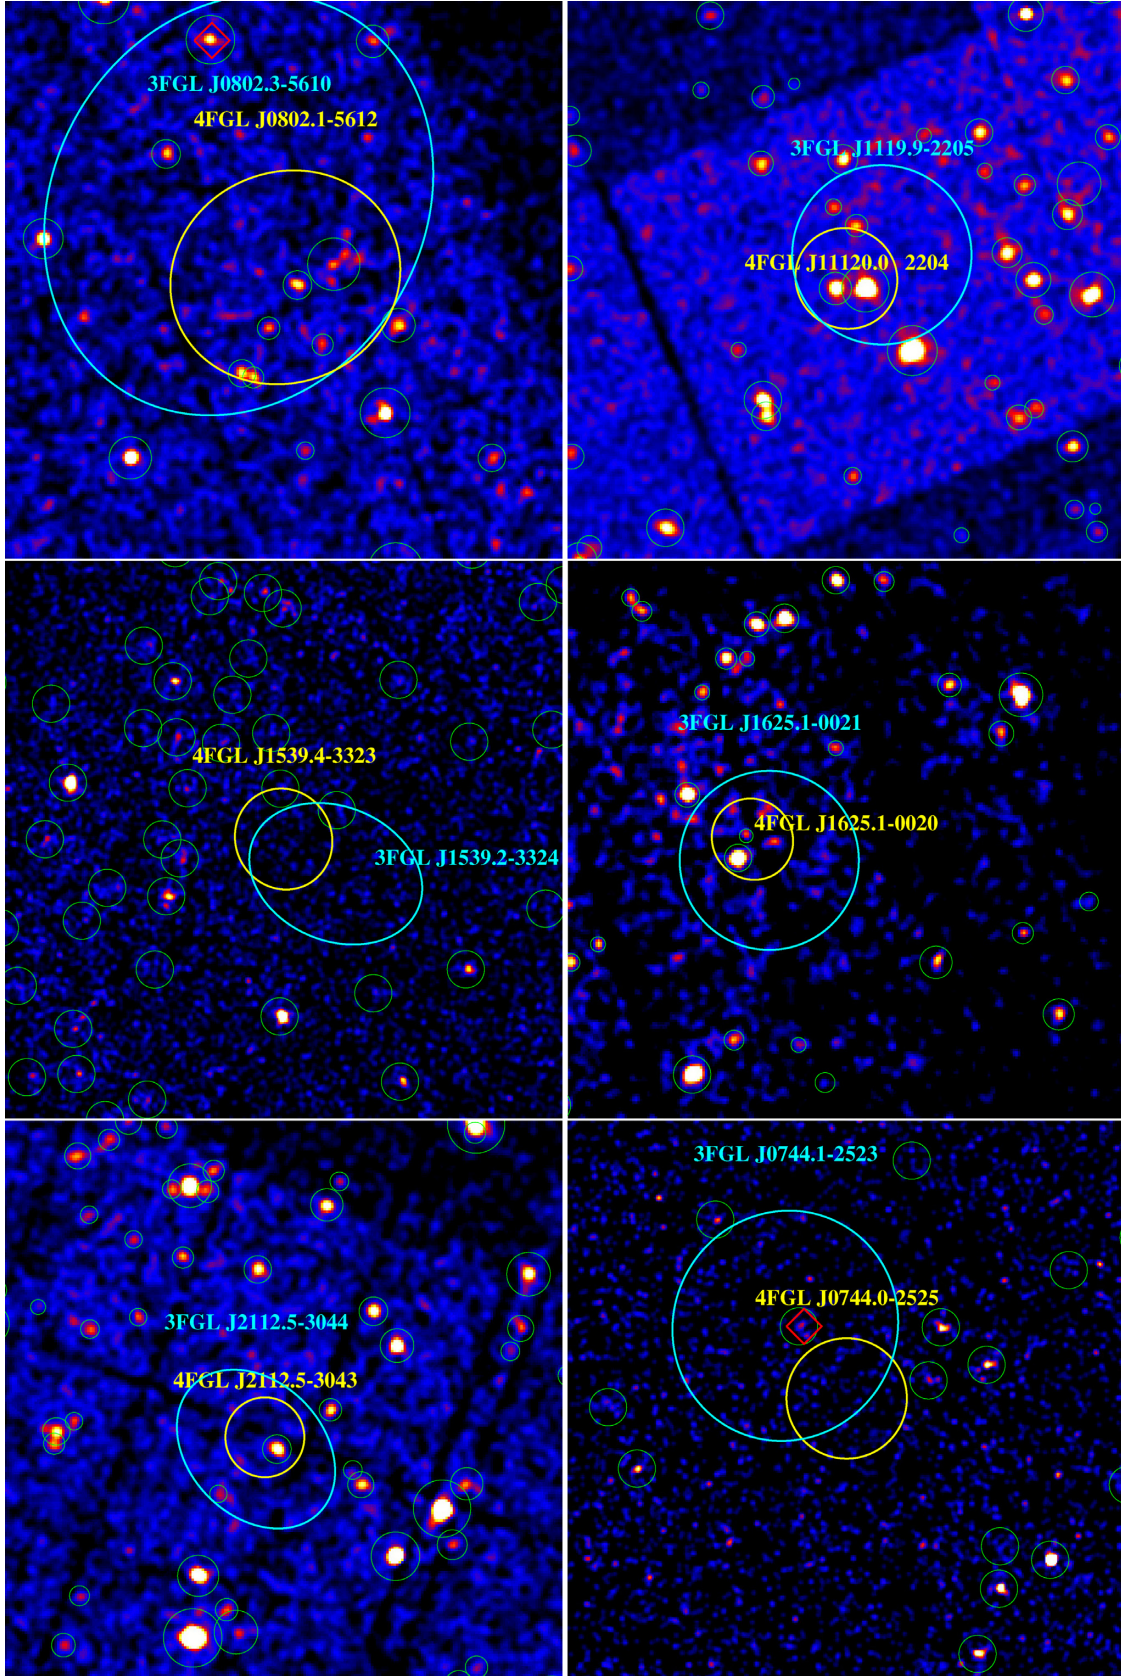 3FGL J0802.3-5610
4FGL J0802.1-5612
3FGL J1119.9-2205
4FGL J11120.0 - 2204
4FGL J1539.4-3323
3FGL J1539.2-3324
3FGL J1625.1-0021
4FGL J1625.1-0020
3FGL J2112.5-3044
4FGL J2112.5-3043
3FGL J0744.1-2523
4FGL J0744.0-2525